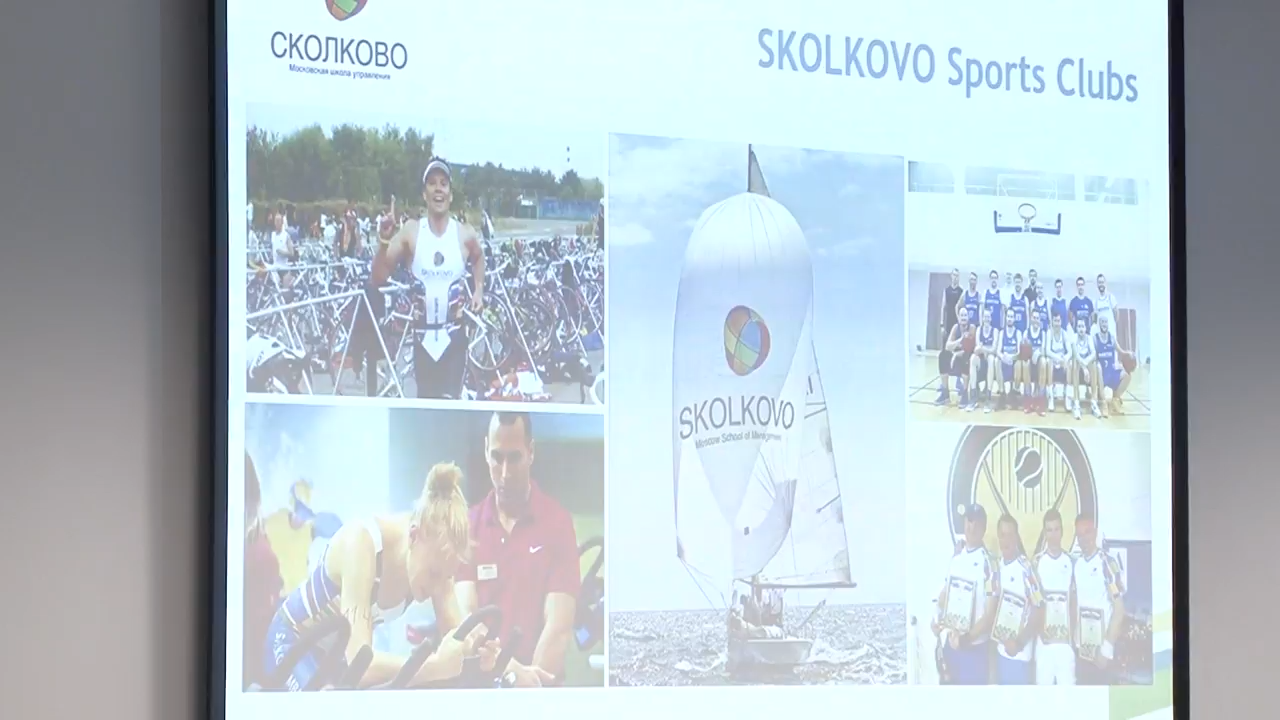 СКОЛКОВО
Московская школа управления
SKOLKOVO Sports Clubs
SKOLKOVO
SKOLKOVO
Moscow School of Management